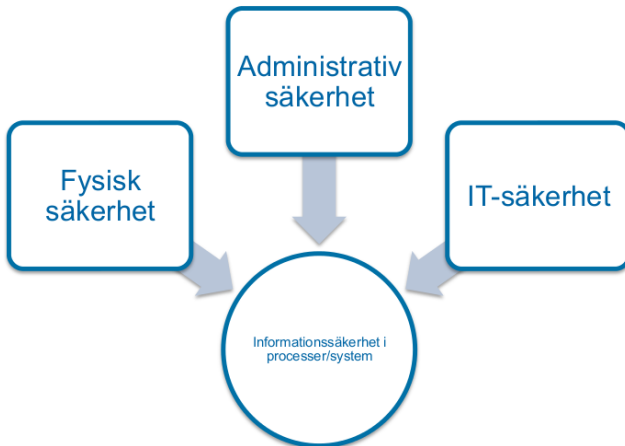 Administrativ
säkerhet
Fysisk
säkerhet
IT-säkerhet
Informationssäkerhet i
processer/system